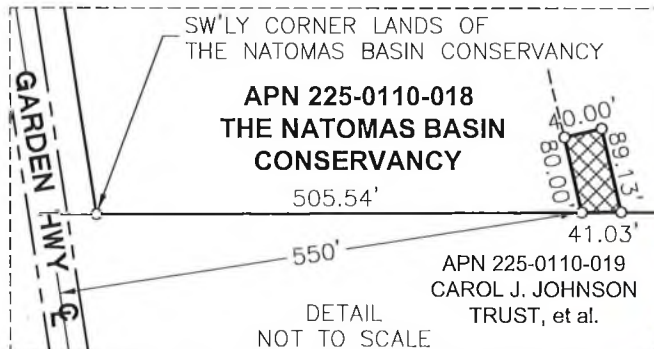 SW'LY CORNER LANDS OF
THE NATOMAS BASIN CONSERVANCY
GARDEN HWY ℄
APN 225-0110-018
THE NATOMAS BASIN
CONSERVANCY
40.00'
80.00'
89.13'
505.54'
41.03'
550'
APN 225-0110-019
CAROL J. JOHNSON
TRUST, et al.
DETAIL
NOT TO SCALE